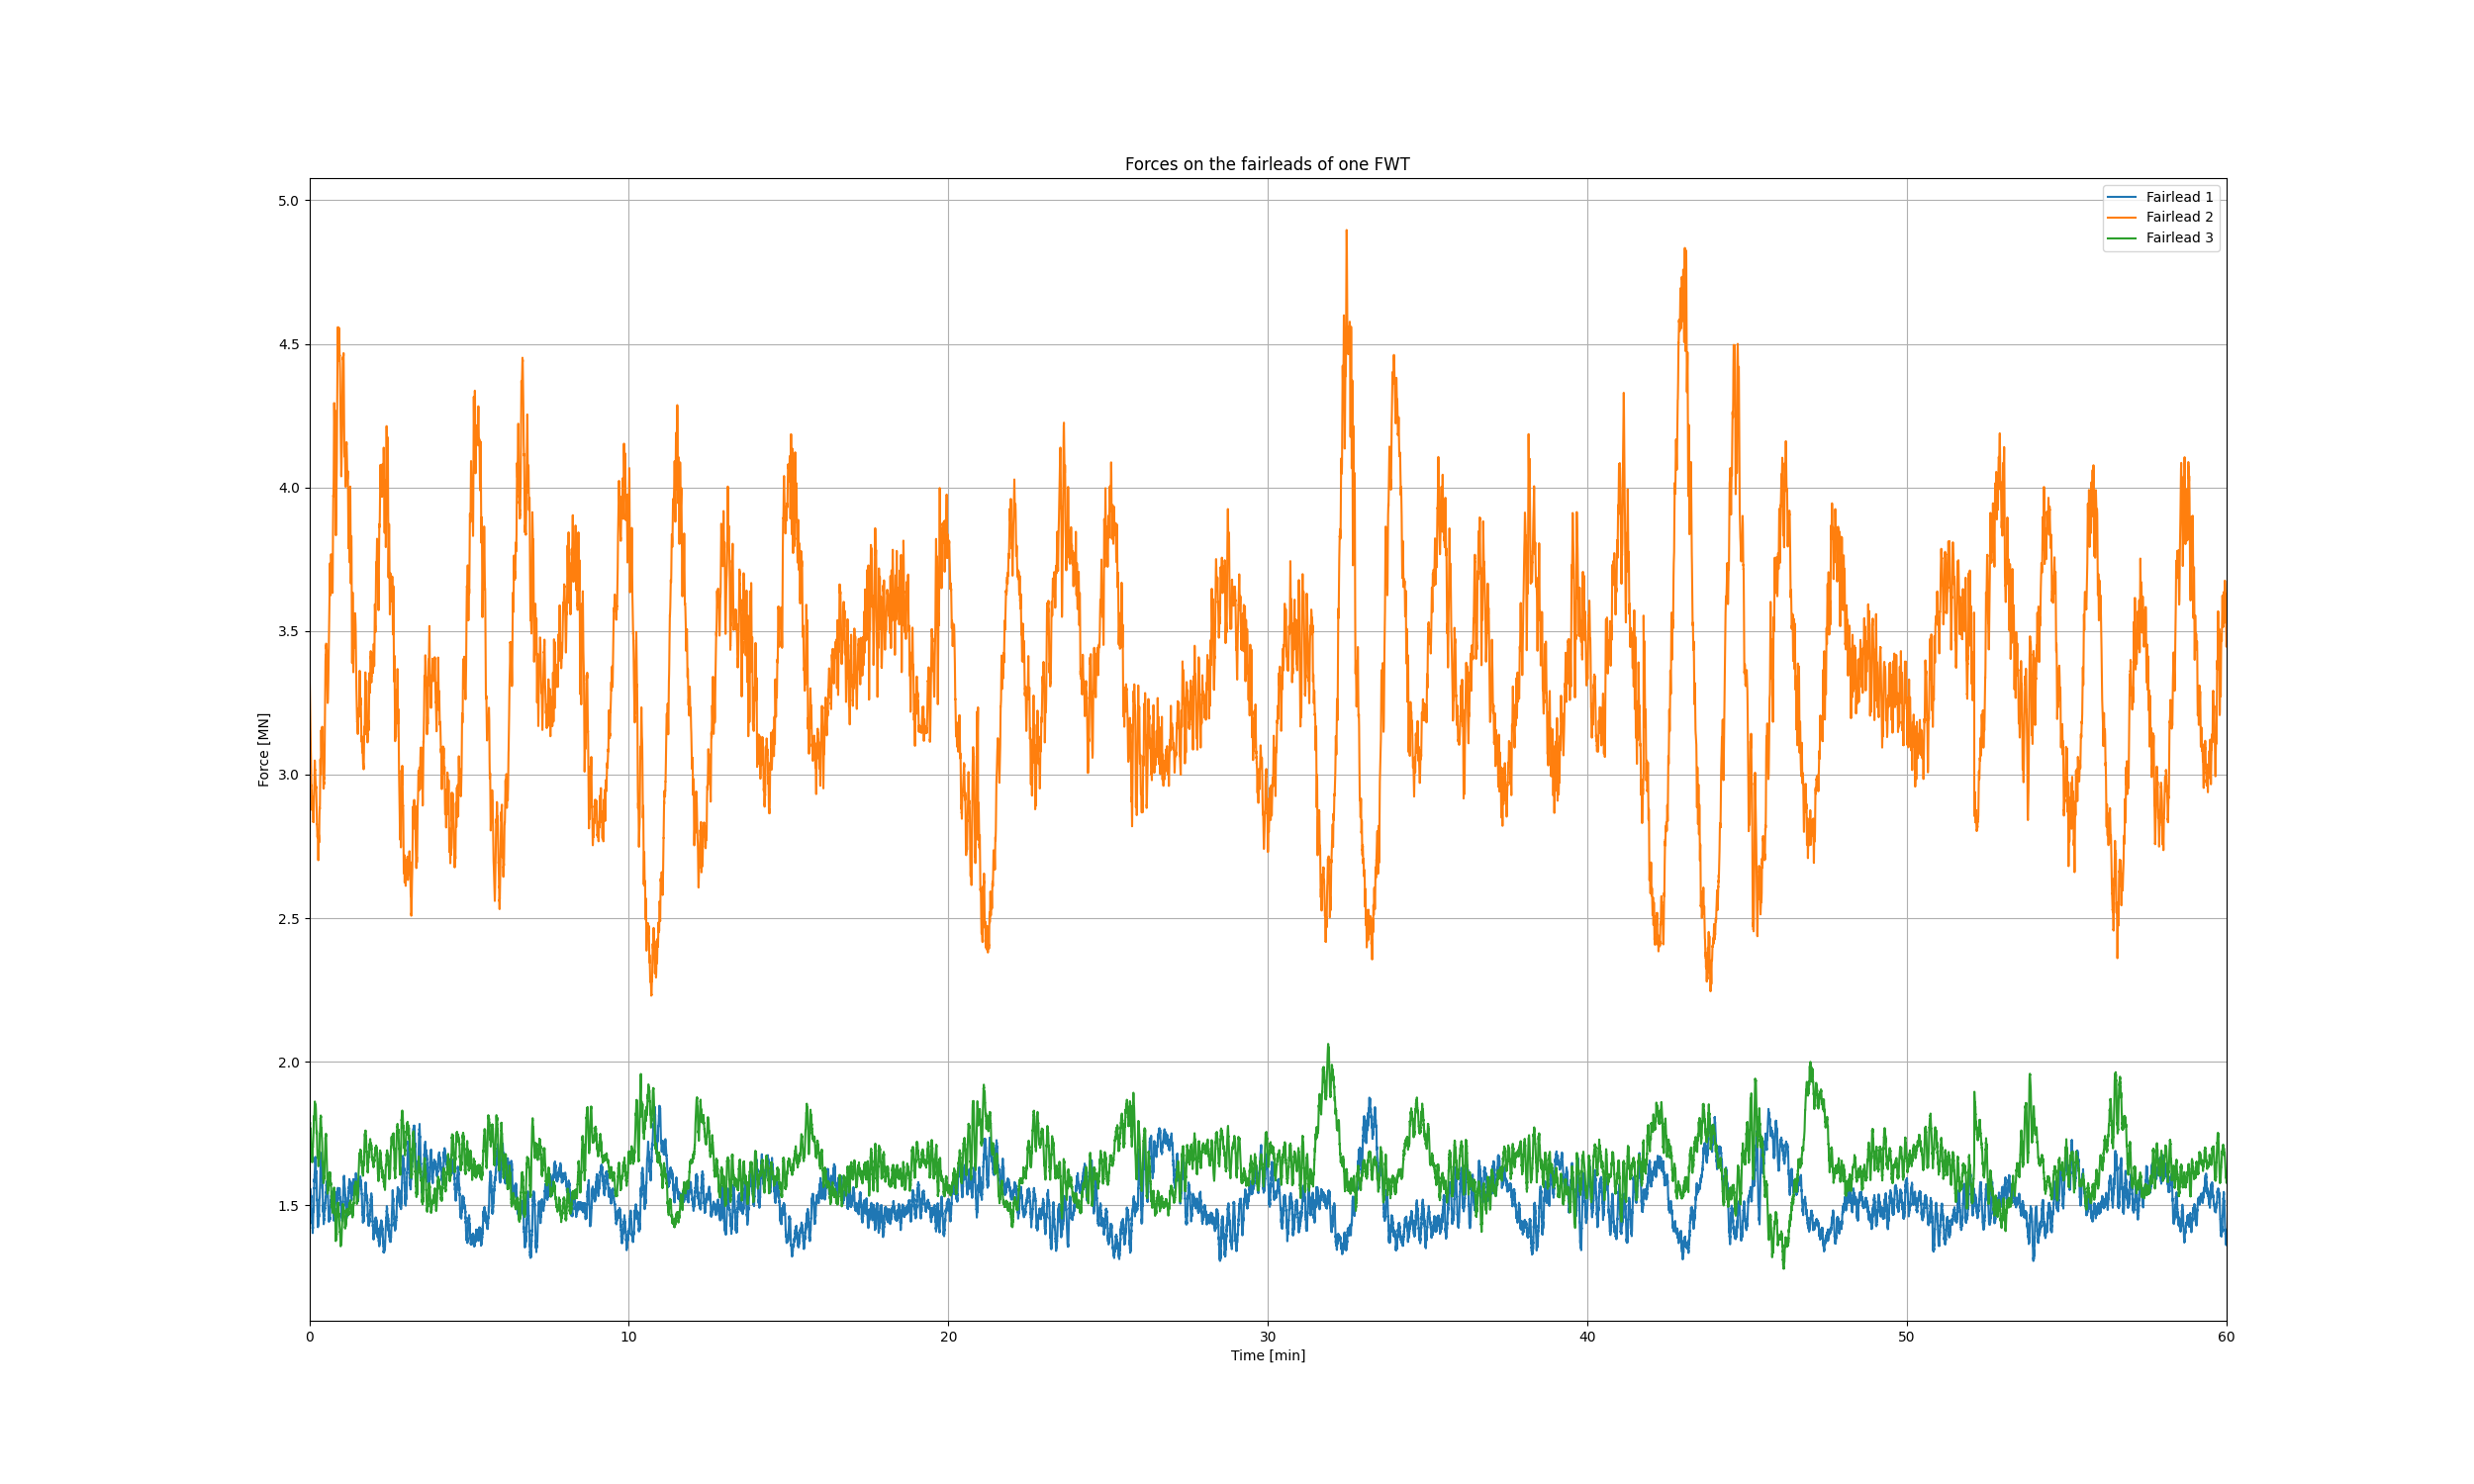 Forces on the fairleads of one FWT
Fairlead 1
Fairlead 2
Fairlead 3
Force [MN]
5.0
4.5
4.0
3.5
3.0
2.5
2.0
1.5
0 10 20 30 40 50 60
Time [min]